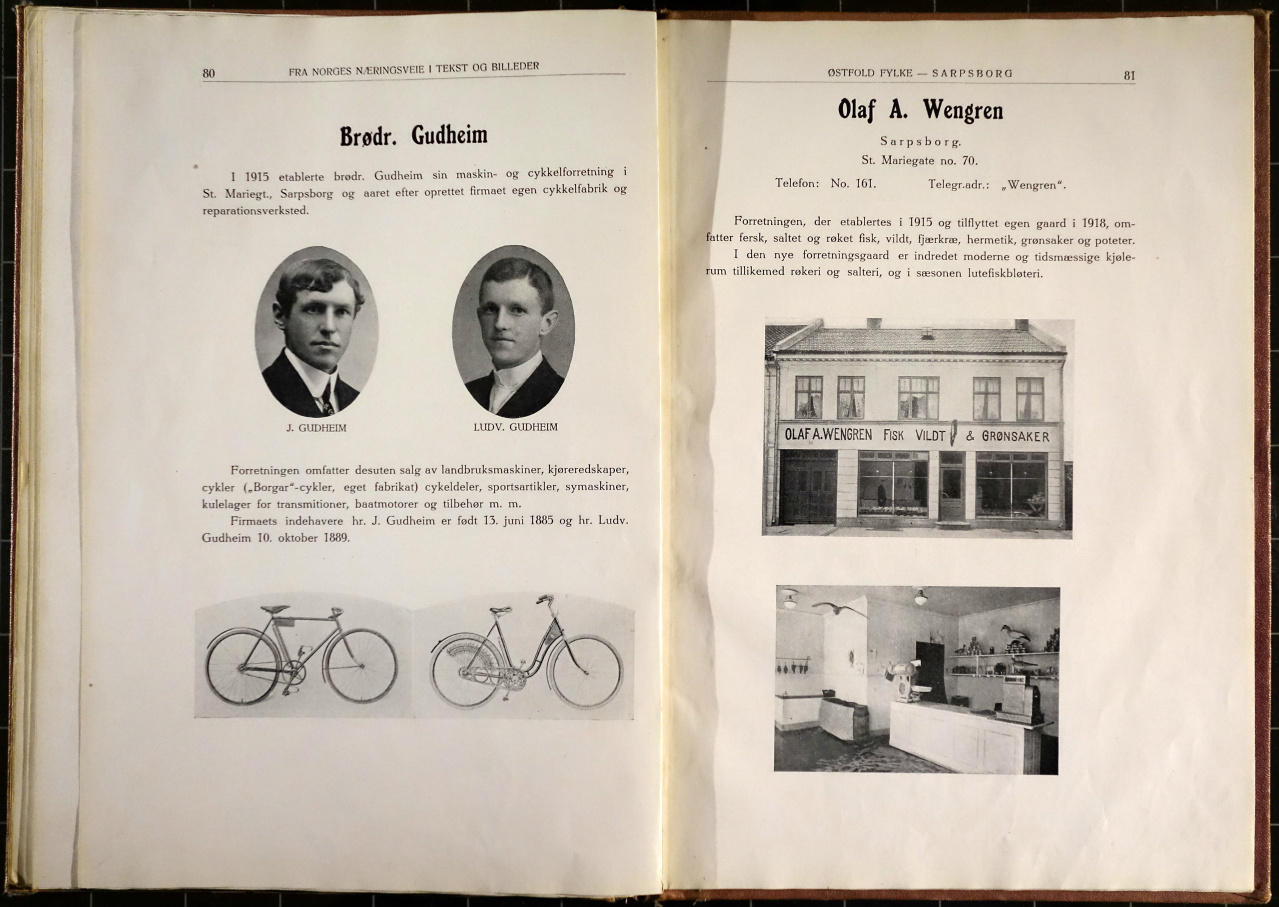 80 FRA NORGES NÆRINGSVEIE I TEKST OG BILLEDER
Brødr. Gudheim
I 1915 etablerte brødr. Gudheim sin maskin- og cykkelforretning i
St. Mariegt., Sarpsborg og aaret efter oprettet firmaet egen cykkelfabrik og
reparationsverksted.
J. GUDHEIM
LUDV. GUDHEIM
Forretningen omfatter desuten salg av landbruksmaskiner, kjøreredskaper,
cykler („Borgar“-cykler, eget fabrikat) cykeldeler, sportsartikler, symaskiner,
kulelager for transmitioner, baatmotorer og tilbehør m. m.
Firmaets indehavere hr. J. Gudheim er født 13. juni 1885 og hr. Ludv.
Gudheim 10. oktober 1889.
ØSTFOLD FYLKE — SARPSBORG 81
Olaf A. Wengren
Sarpsborg.
St. Mariegate no. 70.
Telefon: No. 161. Telegr.adr.: „Wengren“.
Forretningen, der etablertes i 1915 og tilflyttet egen gaard i 1918, om-
fatter fersk, saltet og røket fisk, vildt, fjærkræ, hermetik, grønsaker og poteter.
I den nye forretningsgaard er indredet moderne og tidsmæssige kjøle-
rum tillikemed røkeri og salteri, og i sæsonen lutefiskbløteri.
OLAF A. WENGREN FISK VILDT & GRØNSAKER